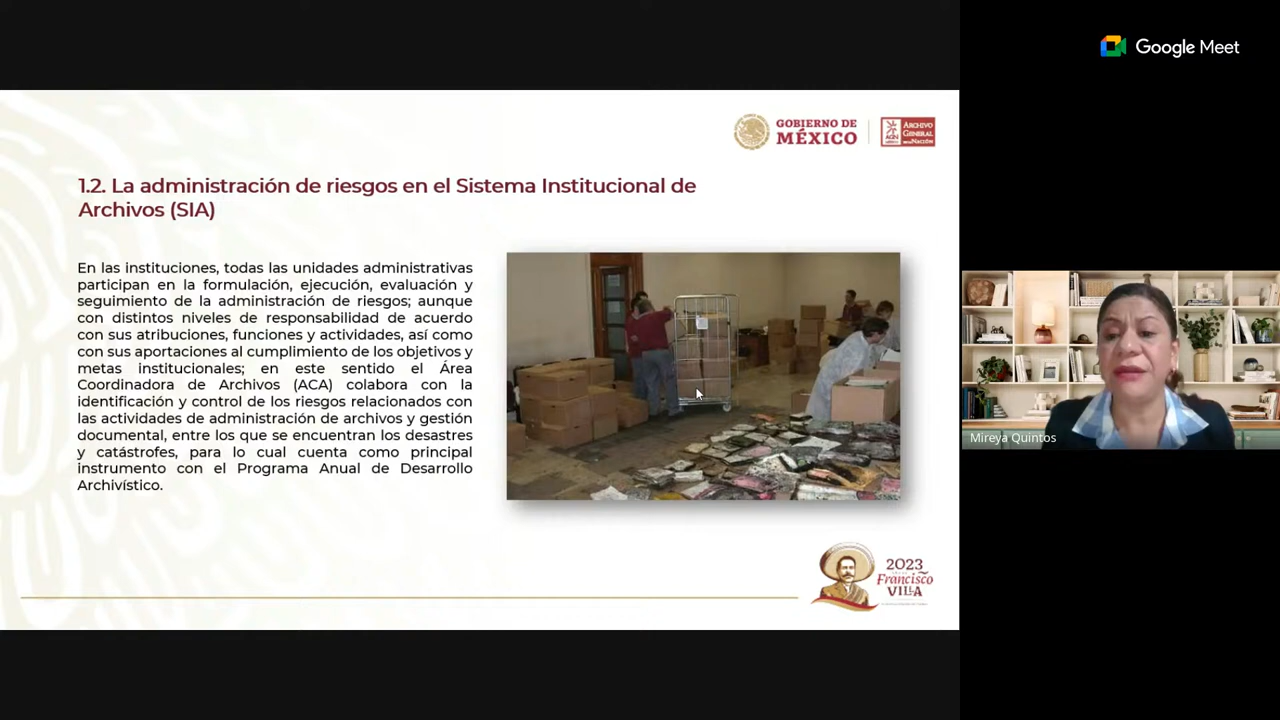 Google Meet
GOBIERNO DE
MÉXICO
ARCHIVO
GENERAL
DE LA NACIÓN
1.2. La administración de riesgos en el Sistema Institucional de
Archivos (SIA)
En las instituciones, todas las unidades administrativas
participan en la formulación, ejecución, evaluación y
seguimiento de la administración de riesgos; aunque
con distintos niveles de responsabilidad de acuerdo
con sus atribuciones, funciones y actividades, así como
con sus aportaciones al cumplimiento de los objetivos y
metas institucionales; en este sentido el Área
Coordinadora de Archivos (ACA) colabora con la
identificación y control de los riesgos relacionados con
las actividades de administración de archivos y gestión
documental, entre los que se encuentran los desastres
y catástrofes, para lo cual cuenta como principal
instrumento con el Programa Anual de Desarrollo
Archivístico.
Mireya Quintos
2023
Francisco
VILLA